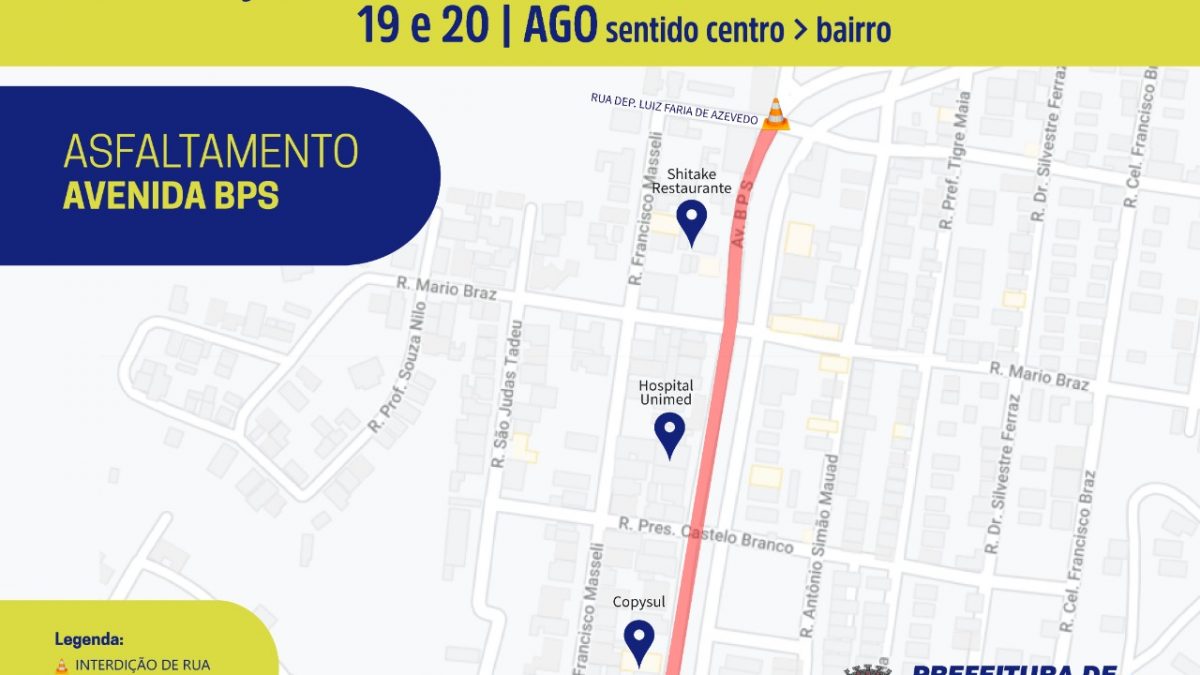 19 e 20 | AGO sentido centro > bairro
ASFALTAMENTO
AVENIDA BPS
RUA DEP. LUIZ FARIA DE AZEVEDO
Shitake
Restaurante
Av. BPS
R. Francisco Masseli
R. Pref. Tigre Maia
R. Dr. Silvestre Ferraz
R. Cel. Francisco B
R. Mario Braz
R. Prof. Souza Nilo
R. São Judas Tadeu
Hospital
Unimed
R. Mario Braz
R. Pres. Castelo Branco
R. Antônio Simão Mauad
R. Dr. Silvestre Ferraz
R. Cel. Francisco Braz
Francisco Masseli
Copysul
Legenda:
INTERDIÇÃO DE RUA
PREFEITURA DE